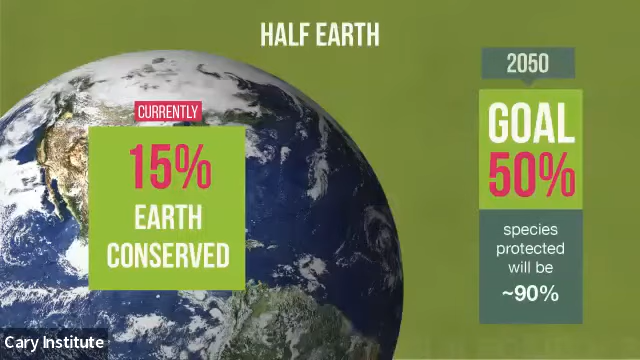 HALF EARTH
CURRENTLY
15%
EARTH
CONSERVED
2050
GOAL
50%
species
protected
will be
~90%
Cary Institute